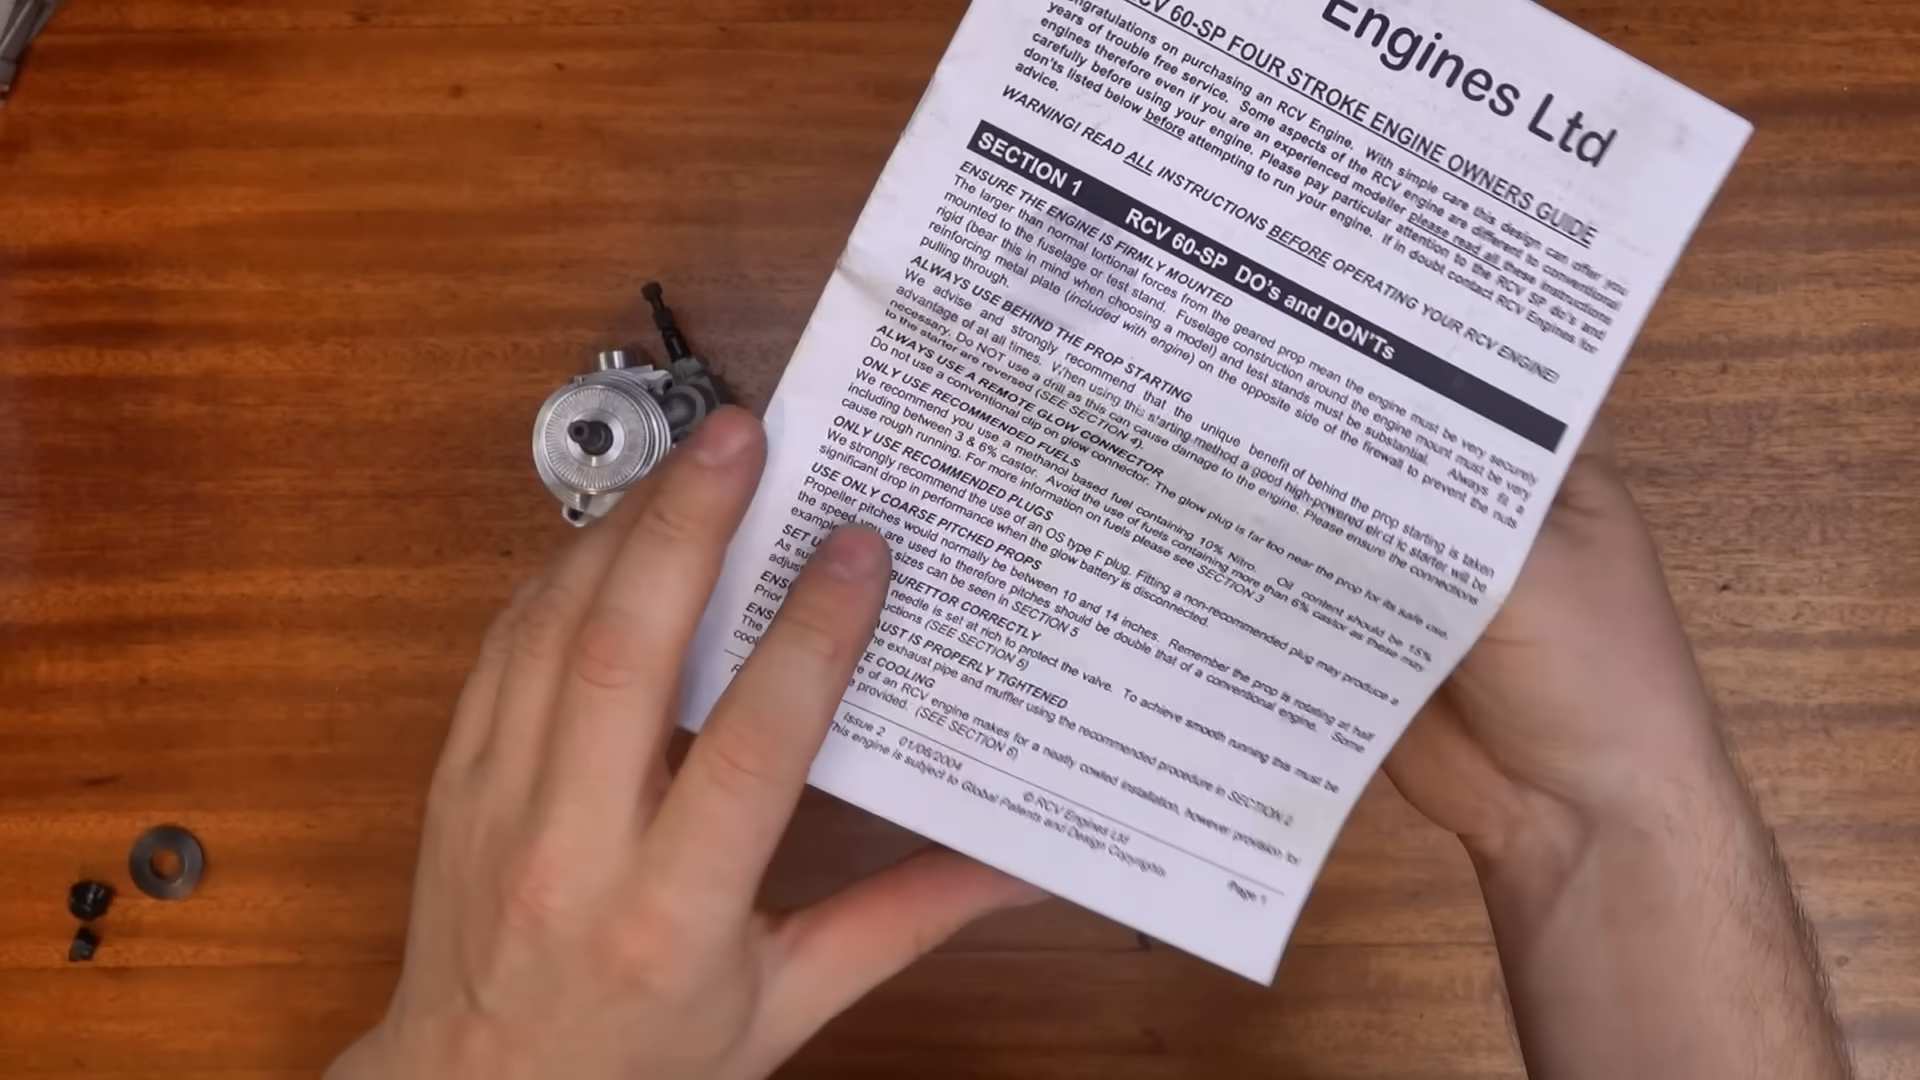 Engines Ltd
RCV 60-SP FOUR STROKE ENGINE OWNERS GUIDE
Congratulations on purchasing an RCV Engine. With simple care this design can offer you
years of trouble free service. Some aspects of the RCV engine are different to conventional
engines therefore even if you are an experienced modeller please read all these instructions
carefully before using your engine. Please pay particular attention to the RCV SP do's and
don'ts listed below before attempting to run your engine. If in doubt contact RCV Engines for
advice.
WARNING! READ ALL INSTRUCTIONS BEFORE OPERATING YOUR RCV ENGINE!
SECTION 1 RCV 60-SP DO's and DON'Ts
ENSURE THE ENGINE IS FIRMLY MOUNTED
The larger than normal tortional forces from the geared prop mean the engine must be very securely
mounted to the fuselage or test stand. Fuselage construction around the engine mount must be very
rigid (bear this in mind when choosing a model) and test stands must be substantial. Always fit a
reinforcing metal plate (included with engine) on the opposite side of the firewall to prevent the nuts
pulling through.
ALWAYS USE BEHIND THE PROP STARTING
We advise and strongly recommend that the unique benefit of behind the prop starting is taken
advantage of at all times. When using this starting method a good high-powered elrct ic starter will be
necessary. Do NOT use a drill as this can cause damage to the engine. Please ensure the connections
to the starter are reversed (SEE SECTION 4).
ALWAYS USE A REMOTE GLOW CONNECTOR
Do not use a conventional clip on glow connector. The glow plug is far too near the prop for its safe use.
ONLY USE RECOMMENDED FUELS
We recommend you use a methanol based fuel containing 10% Nitro. Oil content should be 15%
including between 3 & 6% castor. Avoid the use of fuels containing more than 6% castor as these may
cause rough running. For more information on fuels please see SECTION 3
ONLY USE RECOMMENDED PLUGS
We strongly recommend the use of an OS type F plug. Fitting a non-recommended plug may produce a
significant drop in performance when the glow battery is disconnected.
USE ONLY COARSE PITCHED PROPS
Propeller pitches would normally be between 10 and 14 inches. Remember the prop is rotating at half
the speed you are used to therefore, pitches should be double that of a conventional engine. Some
example sizes can be seen in SECTION 5
SET U BURETTOR CORRECTLY
As su needle is set at rich to protect the valve. To achieve smooth running this must be
adjus uctions (SEE SECTION 5)
ENS AUST IS PROPERLY TIGHTENED
Prior he exhaust pipe and muffler using the recommended procedure in SECTION 2
ENS TE COOLING
The re of an RCV engine makes for a neatly cowled installation, however provision for
cool e provided. (SEE SECTION 6)
Issue 2 01/06/2004 © RCV Engines Ltd Page 1
This engine is subject to Global Patents and Design Copyrights